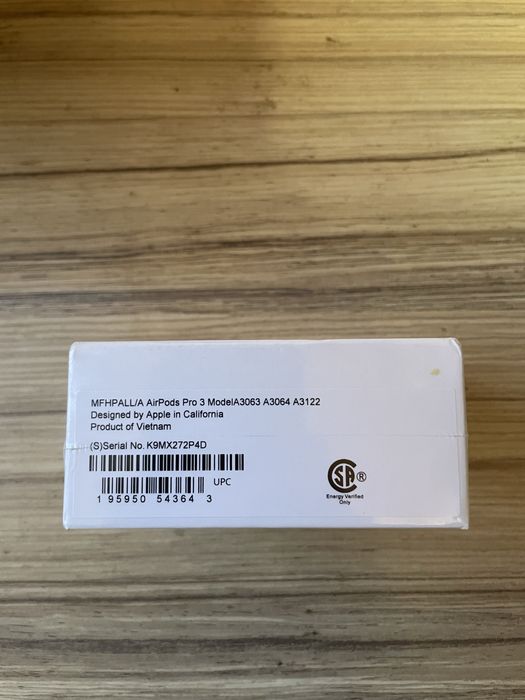 MFHPALL/A AirPods Pro 3 ModelA3063 A3064 A3122
Designed by Apple in California
Product of Vietnam
(S)Serial No. K9MX272P4D
UPC
1 95950 54364 3
SA ®
Energy Verified
Only